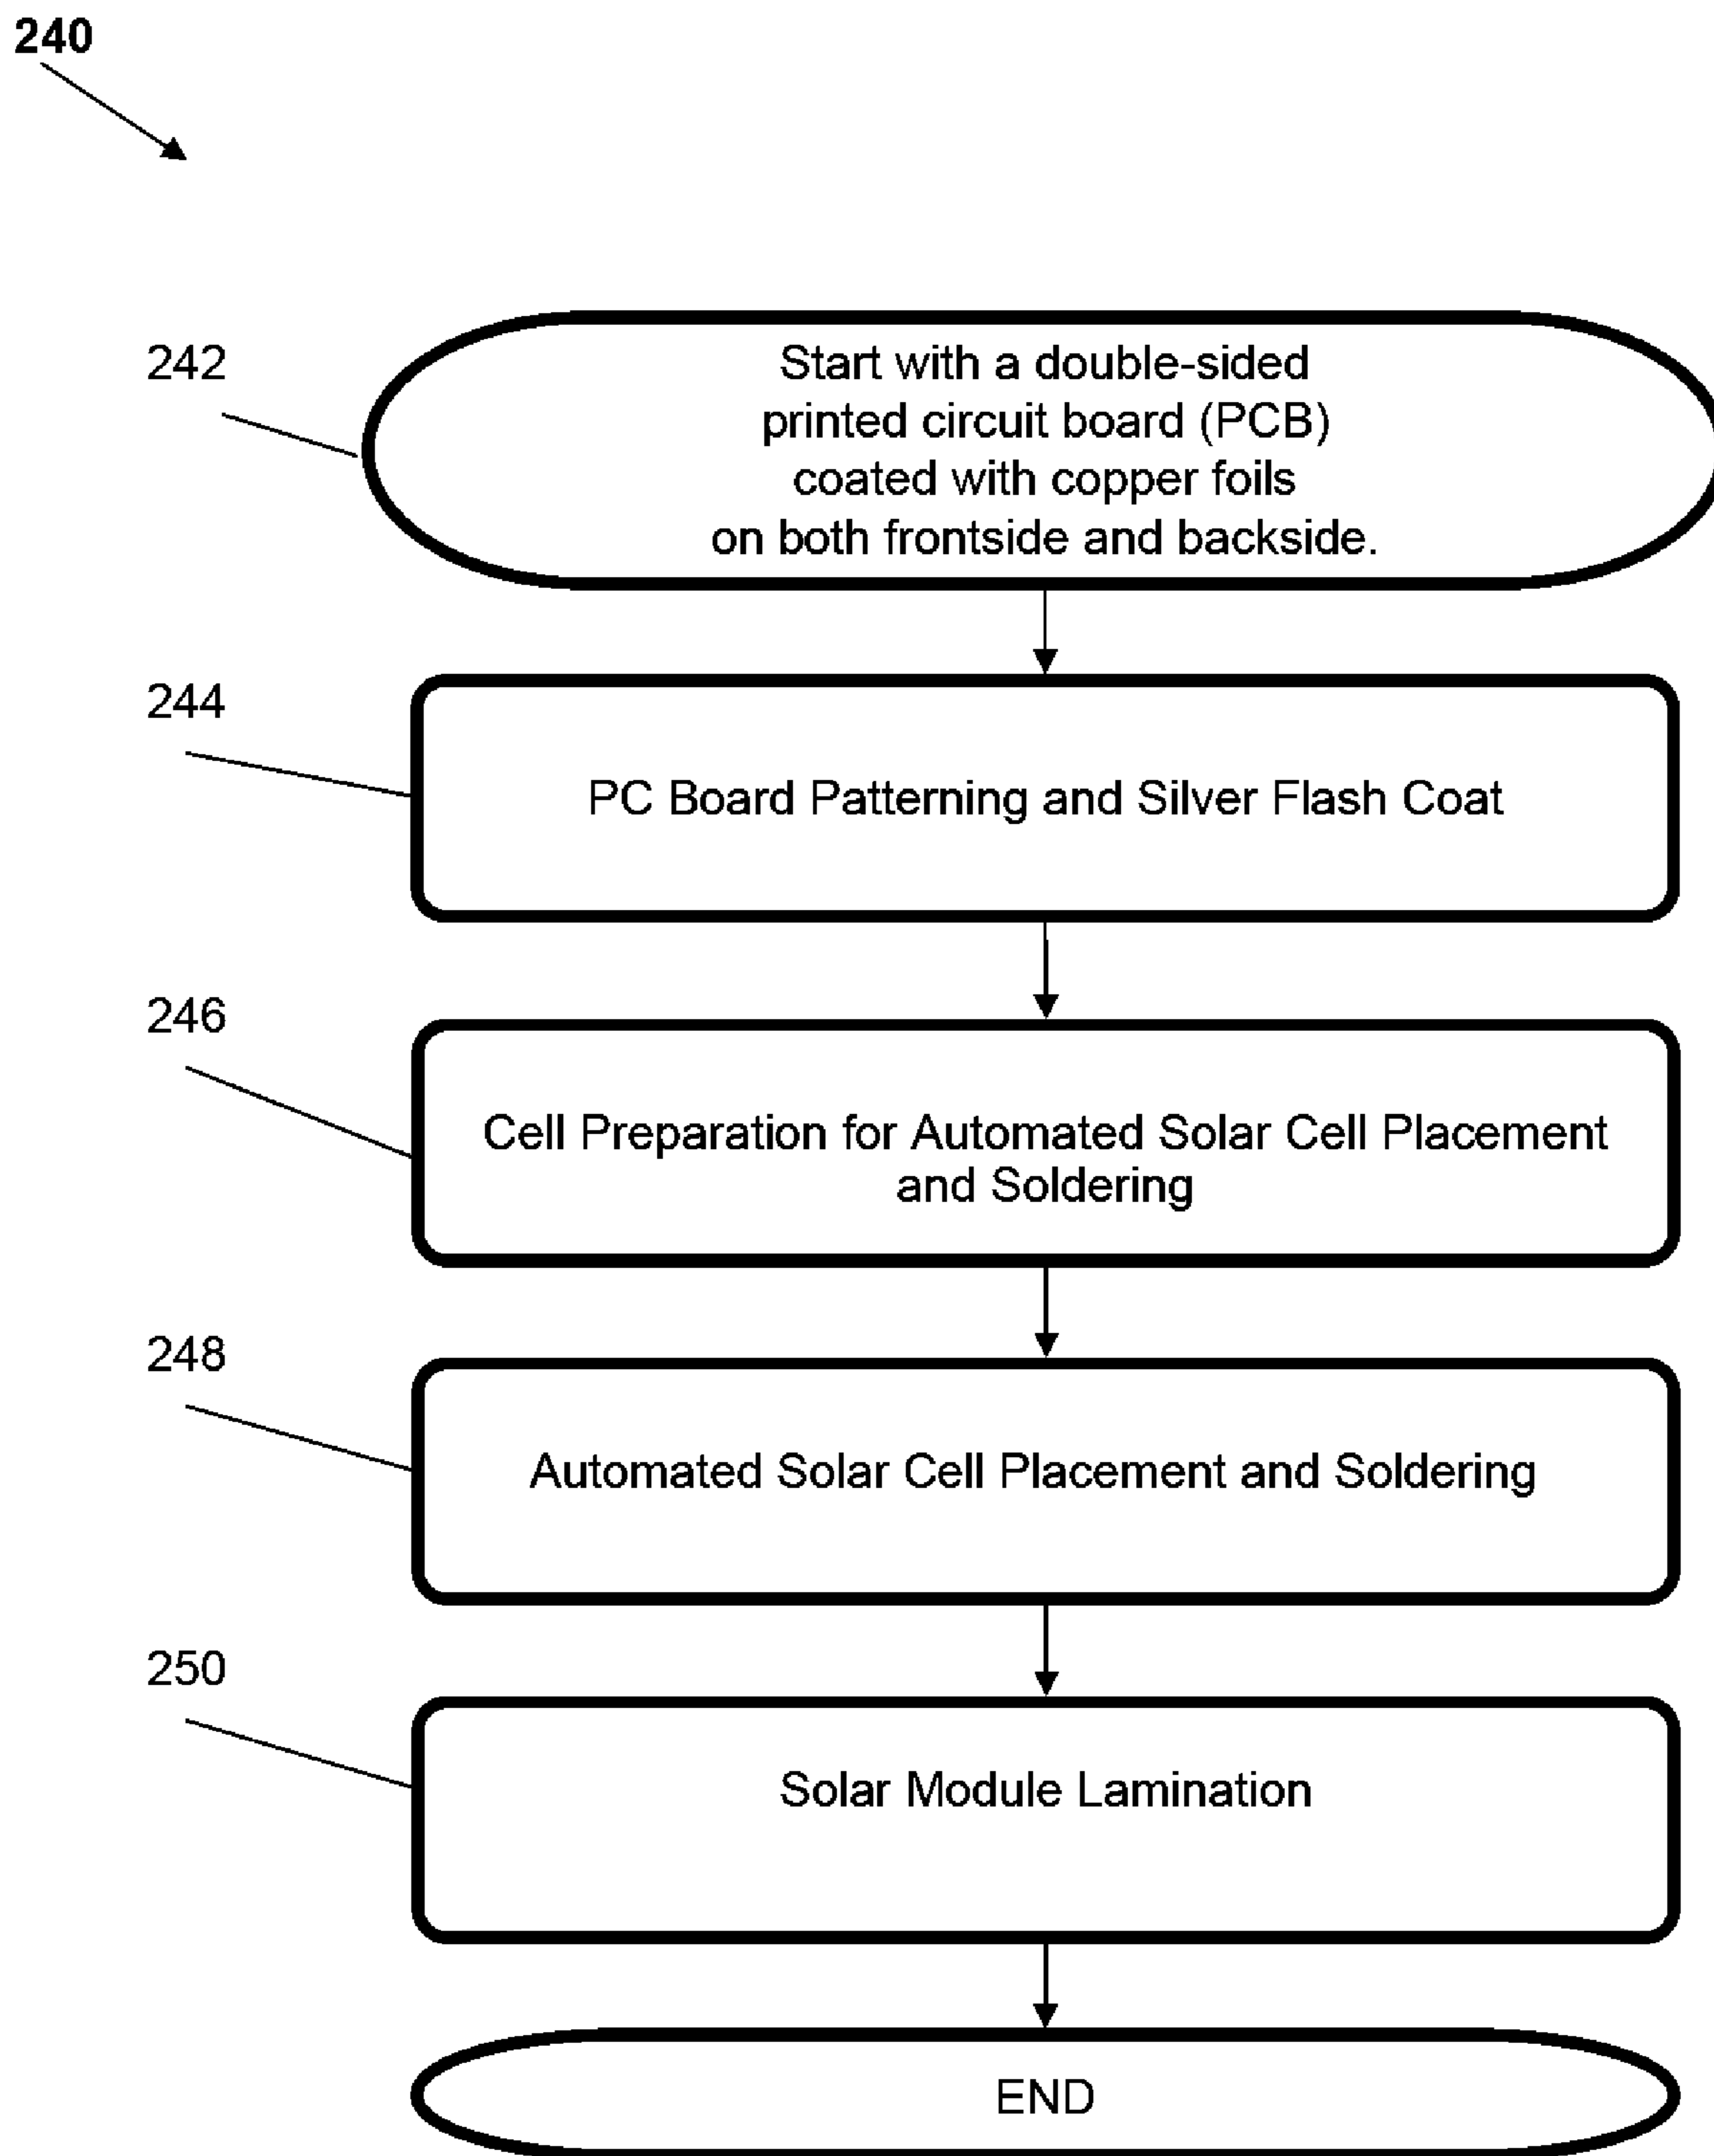 240
242
Start with a double-sided
printed circuit board (PCB)
coated with copper foils
on both frontside and backside.
244
PC Board Patterning and Silver Flash Coat
246
Cell Preparation for Automated Solar Cell Placement
and Soldering
248
Automated Solar Cell Placement and Soldering
250
Solar Module Lamination
END